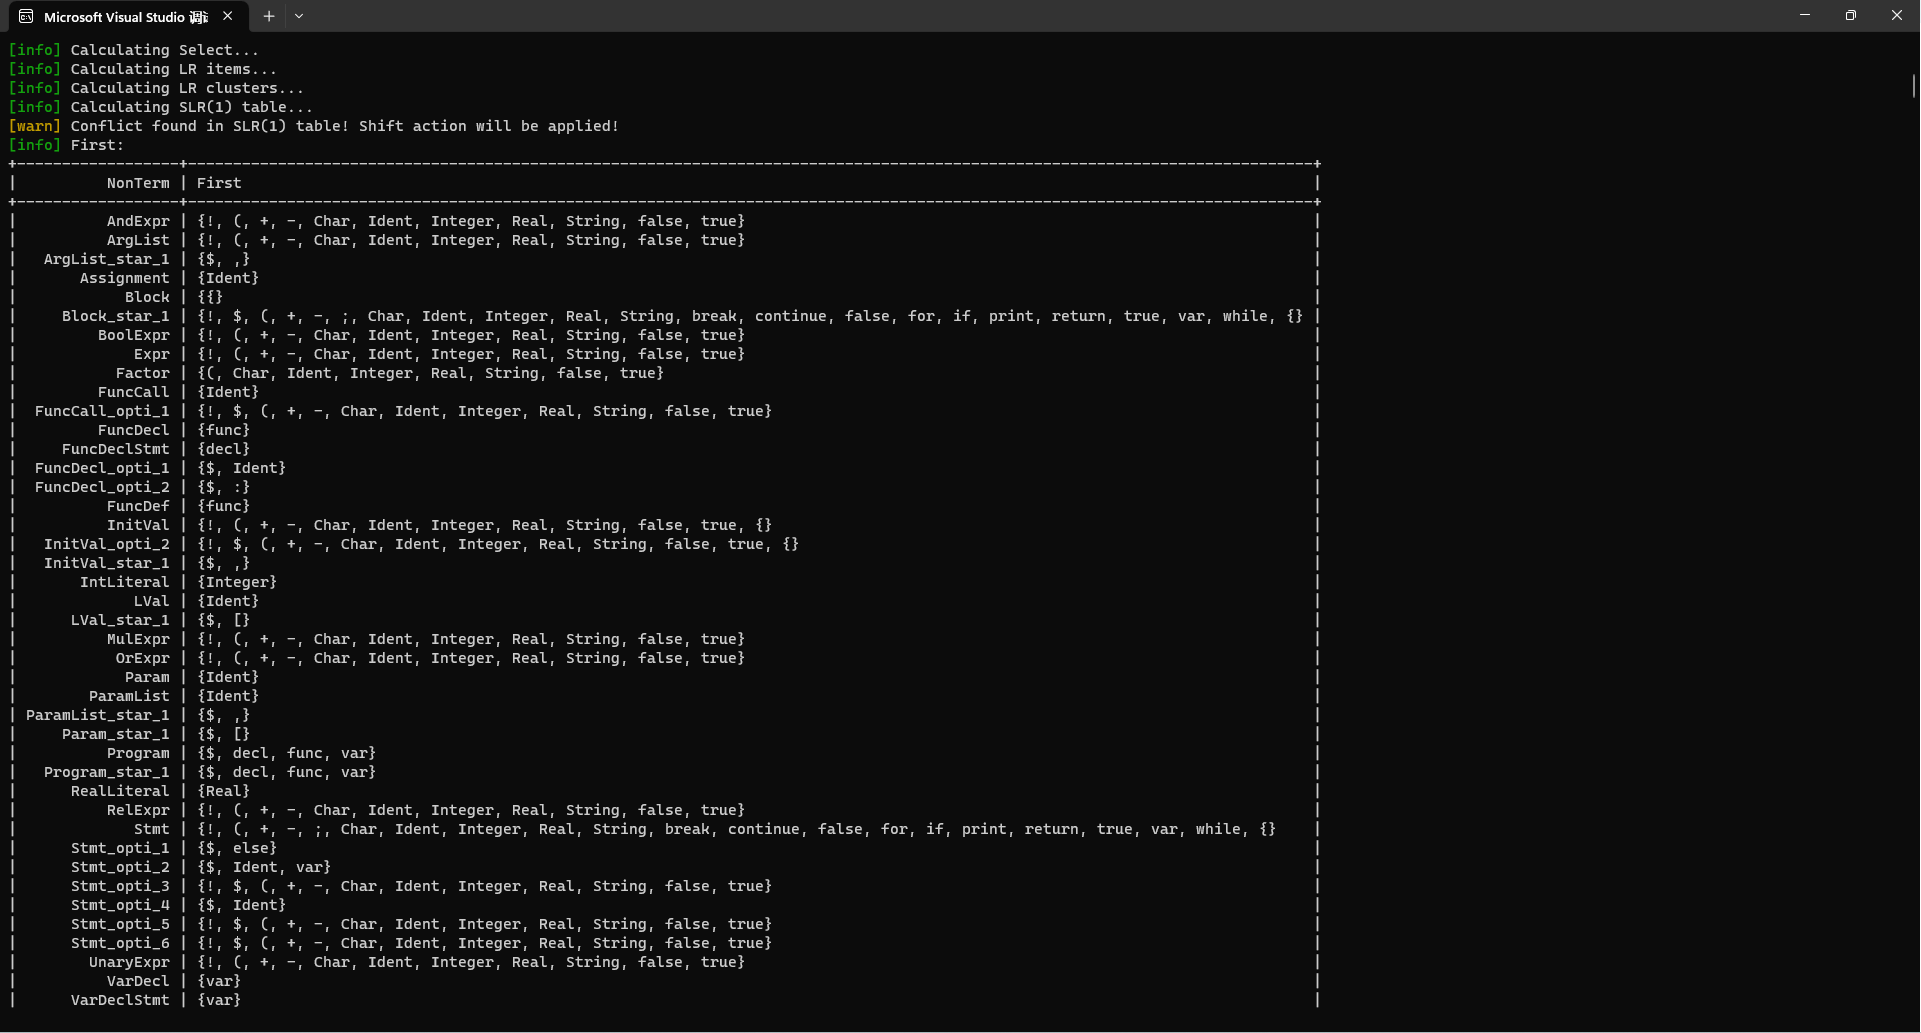 Microsoft Visual Studio 调试
[info] Calculating Select...
[info] Calculating LR items...
[info] Calculating LR clusters...
[info] Calculating SLR(1) table...
[warn] Conflict found in SLR(1) table! Shift action will be applied!
[info] First:
NonTerm | First
AndExpr | {!, (, +, -, Char, Ident, Integer, Real, String, false, true}
ArgList | {!, (, +, -, Char, Ident, Integer, Real, String, false, true}
ArgList_star_1 | {$, ,}
Assignment | {Ident}
Block | {{}
Block_star_1 | {!, $, (, +, -, ;, Char, Ident, Integer, Real, String, break, continue, false, for, if, print, return, true, var, while, {}
BoolExpr | {!, (, +, -, Char, Ident, Integer, Real, String, false, true}
Expr | {!, (, +, -, Char, Ident, Integer, Real, String, false, true}
Factor | {(, Char, Ident, Integer, Real, String, false, true}
FuncCall | {Ident}
FuncCall_opti_1 | {!, $, (, +, -, Char, Ident, Integer, Real, String, false, true}
FuncDecl | {func}
FuncDeclStmt | {decl}
FuncDecl_opti_1 | {$, Ident}
FuncDecl_opti_2 | {$, :}
FuncDef | {func}
InitVal | {!, (, +, -, Char, Ident, Integer, Real, String, false, true, {}
InitVal_opti_2 | {!, $, (, +, -, Char, Ident, Integer, Real, String, false, true, {}
InitVal_star_1 | {$, ,}
IntLiteral | {Integer}
LVal | {Ident}
LVal_star_1 | {$, [}
MulExpr | {!, (, +, -, Char, Ident, Integer, Real, String, false, true}
OrExpr | {!, (, +, -, Char, Ident, Integer, Real, String, false, true}
Param | {Ident}
ParamList | {Ident}
ParamList_star_1 | {$, ,}
Param_star_1 | {$, [}
Program | {$, decl, func, var}
Program_star_1 | {$, decl, func, var}
RealLiteral | {Real}
RelExpr | {!, (, +, -, Char, Ident, Integer, Real, String, false, true}
Stmt | {!, (, +, -, ;, Char, Ident, Integer, Real, String, break, continue, false, for, if, print, return, true, var, while, {}
Stmt_opti_1 | {$, else}
Stmt_opti_2 | {$, Ident, var}
Stmt_opti_3 | {!, $, (, +, -, Char, Ident, Integer, Real, String, false, true}
Stmt_opti_4 | {$, Ident}
Stmt_opti_5 | {!, $, (, +, -, Char, Ident, Integer, Real, String, false, true}
Stmt_opti_6 | {!, $, (, +, -, Char, Ident, Integer, Real, String, false, true}
UnaryExpr | {!, (, +, -, Char, Ident, Integer, Real, String, false, true}
VarDecl | {var}
VarDeclStmt | {var}